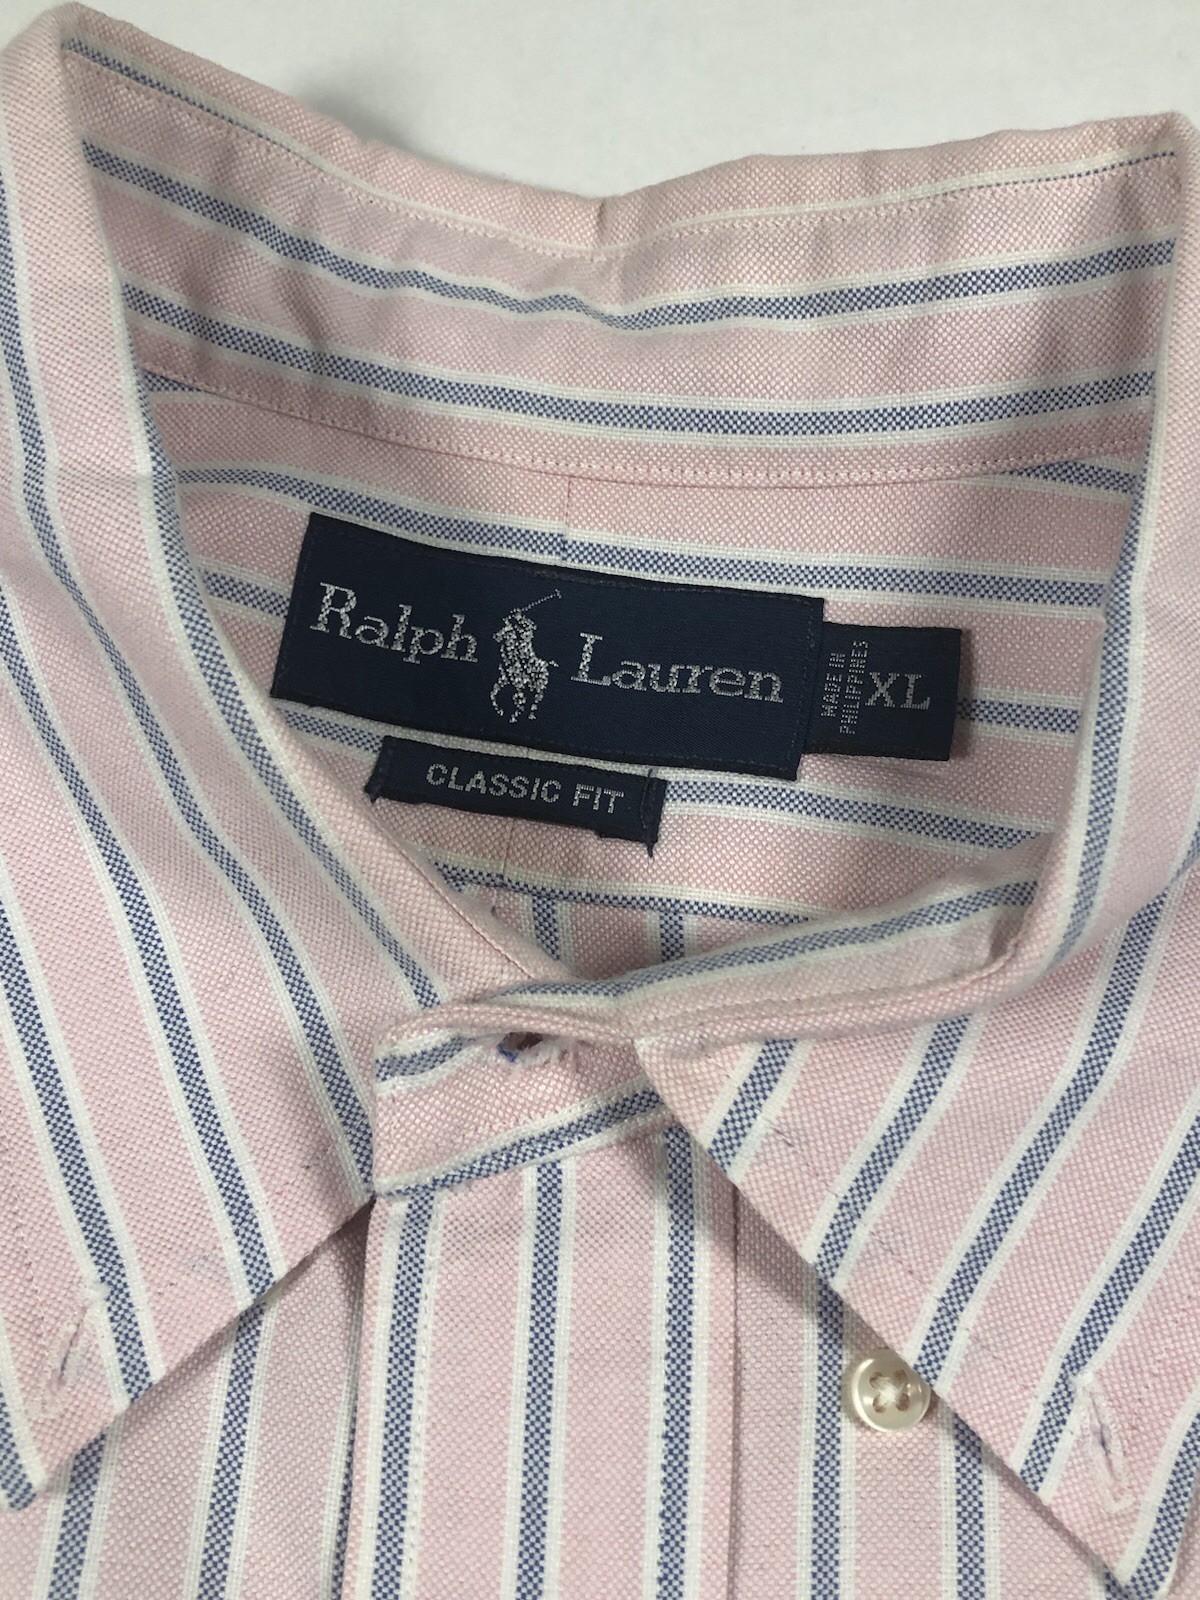 Ralph Lauren
MADE IN
PHILIPPINES
XL
CLASSIC FIT